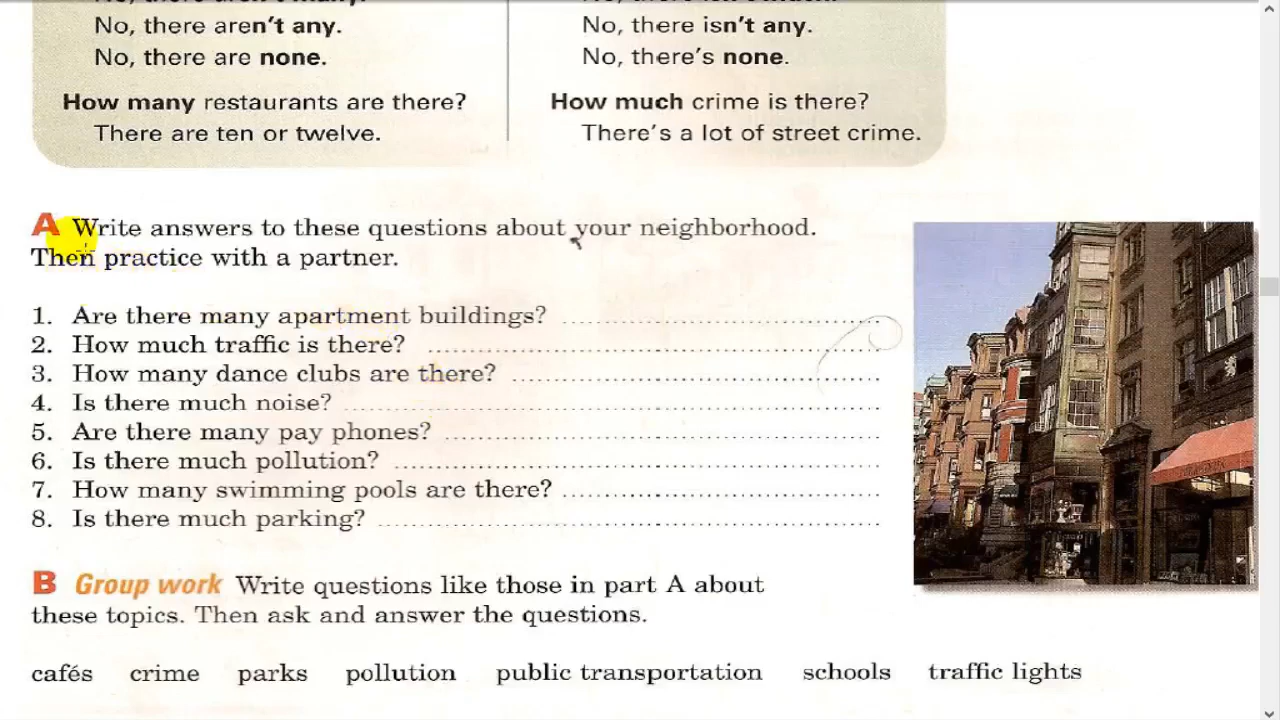 No, there aren't any.
No, there are none.
How many restaurants are there?
There are ten or twelve.
No, there isn't any.
No, there's none.
How much crime is there?
There's a lot of street crime.
A Write answers to these questions about your neighborhood.
Then practice with a partner.
1. Are there many apartment buildings?
2. How much traffic is there?
3. How many dance clubs are there?
4. Is there much noise?
5. Are there many pay phones?
6. Is there much pollution?
7. How many swimming pools are there?
8. Is there much parking?
B Group work Write questions like those in part A about
these topics. Then ask and answer the questions.
cafés crime parks pollution public transportation schools traffic lights